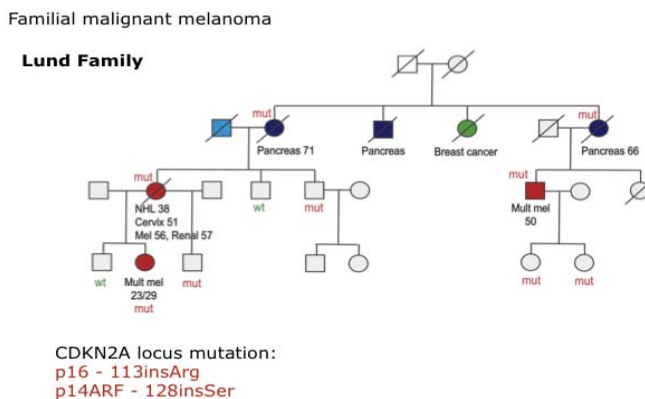 Familial malignant melanoma
Lund Family
mut
mut
Pancreas 71
Pancreas
Breast cancer
Pancreas 66
mut
mut
NHL 38
Cervix 51
Mel 56, Renal 57
wt
mut
Mult mel
50
wt
Mult mel
23/29
mut
mut
mut
mut
CDKN2A locus mutation:
p16 - 113insArg
p14ARF - 128insSer